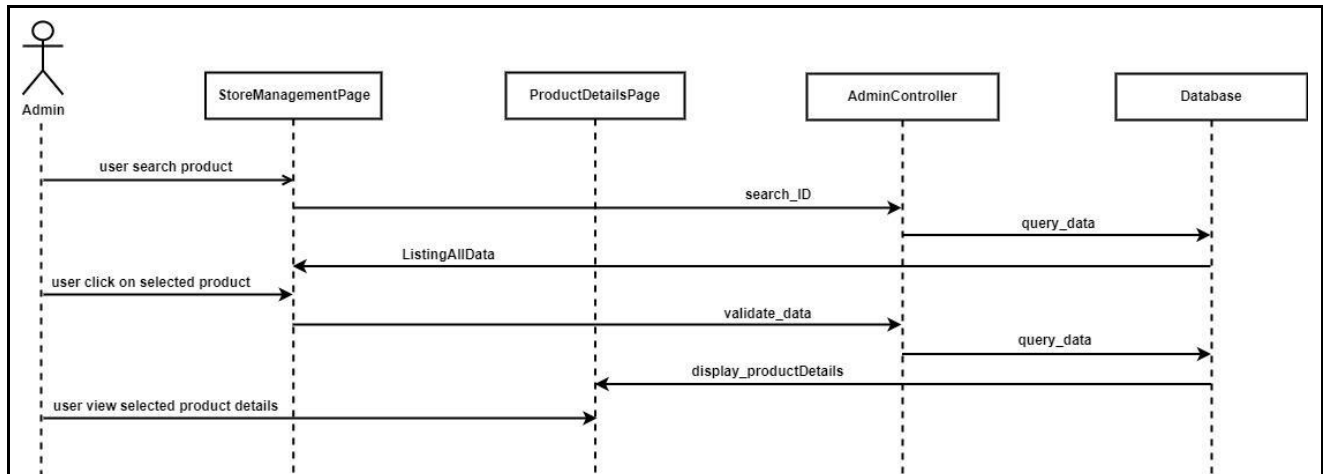 Admin
StoreManagementPage
ProductDetailsPage
AdminController
Database
user search product
search_ID
query_data
ListingAllData
user click on selected product
validate_data
query_data
display_productDetails
user view selected product details